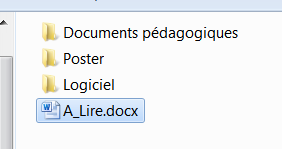 Documents pédagogiques
Poster
Logiciel
A_Lire.docx